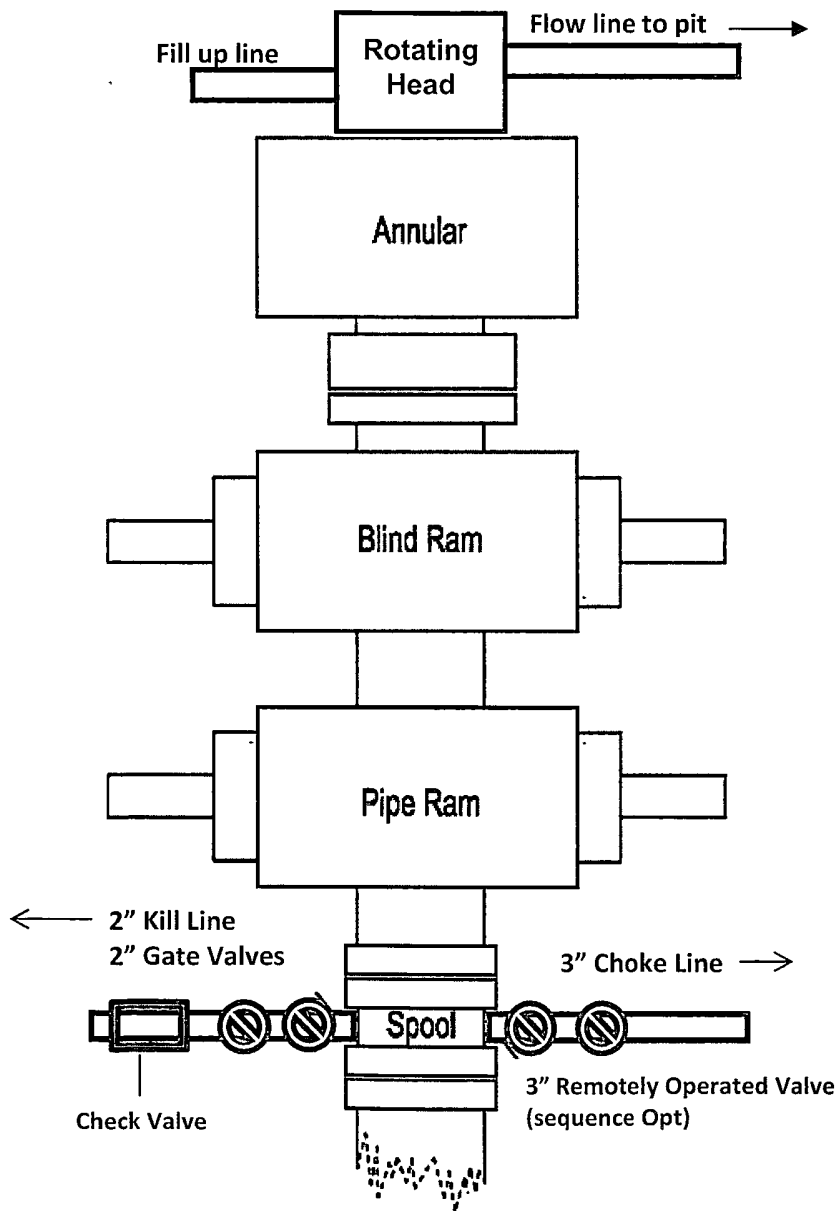 Flow line to pit
Fill up line
Rotating
Head
Annular
Blind Ram
Pipe Ram
2” Kill Line
2” Gate Valves
3” Choke Line
Spool
Check Valve
3” Remotely Operated Valve
(sequence Opt)